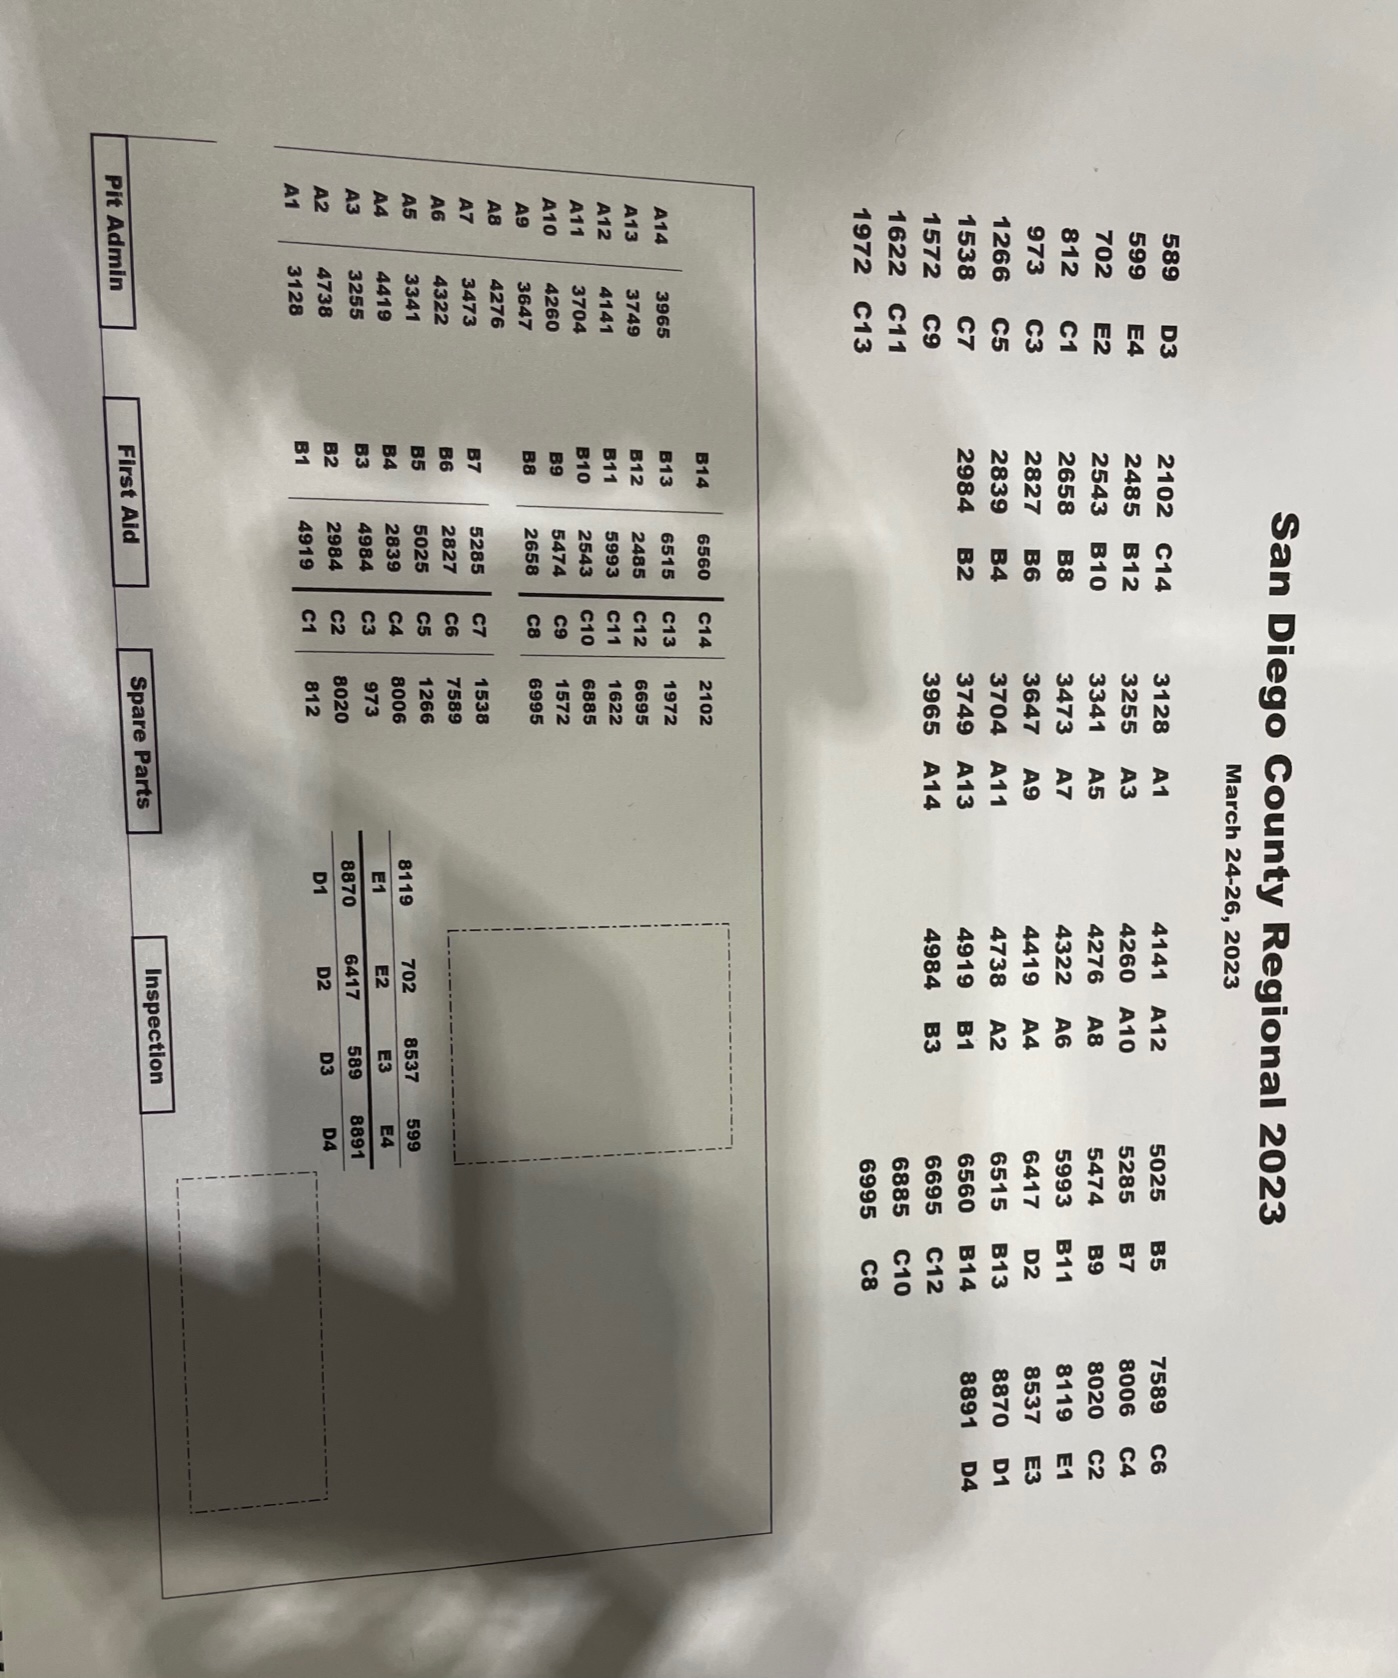 San Diego County Regional 2023
March 24-26, 2023
589 D3 2102 C14 3128 A1 4141 A12 5025 B5 7589 C6
599 E4 2485 B12 3255 A3 4260 A10 5285 B7 8006 C4
702 E2 2543 B10 3341 A5 4276 A8 5474 B9 8020 C2
812 C1 2658 B8 3473 A7 4322 A6 5993 B11 8119 E1
973 C3 2827 B6 3647 A9 4419 A4 6417 D2 8537 E3
1266 C5 2839 B4 3704 A11 4738 A2 6515 B13 8870 D1
1538 C7 2984 B2 3749 A13 4919 B1 6560 B14 8891 D4
1572 C9 3965 A14 4984 B3 6695 C12
1622 C11 6885 C10
1972 C13 6995 C8
B14 6560 C14 2102
A14 3965 B13 6515 C13 1972
A13 3749 B12 2485 C12 6695
A12 4141 B11 5993 C11 1622
A11 3704 B10 2543 C10 6885
A10 4260 B9 5474 C9 1572
A9 3647 B8 2658 C8 6995
A8 4276
A7 3473 B7 5285 C7 1538
A6 4322 B6 2827 C6 7589
A5 3341 B5 5025 C5 1266 8119 702 8537 599
A4 4419 B4 2839 C4 8006 E1 E2 E3 E4
A3 3255 B3 4984 C3 973 8870 6417 589 8891
A2 4738 B2 2984 C2 8020 D1 D2 D3 D4
A1 3128 B1 4919 C1 812
Pit Admin First Aid Spare Parts Inspection